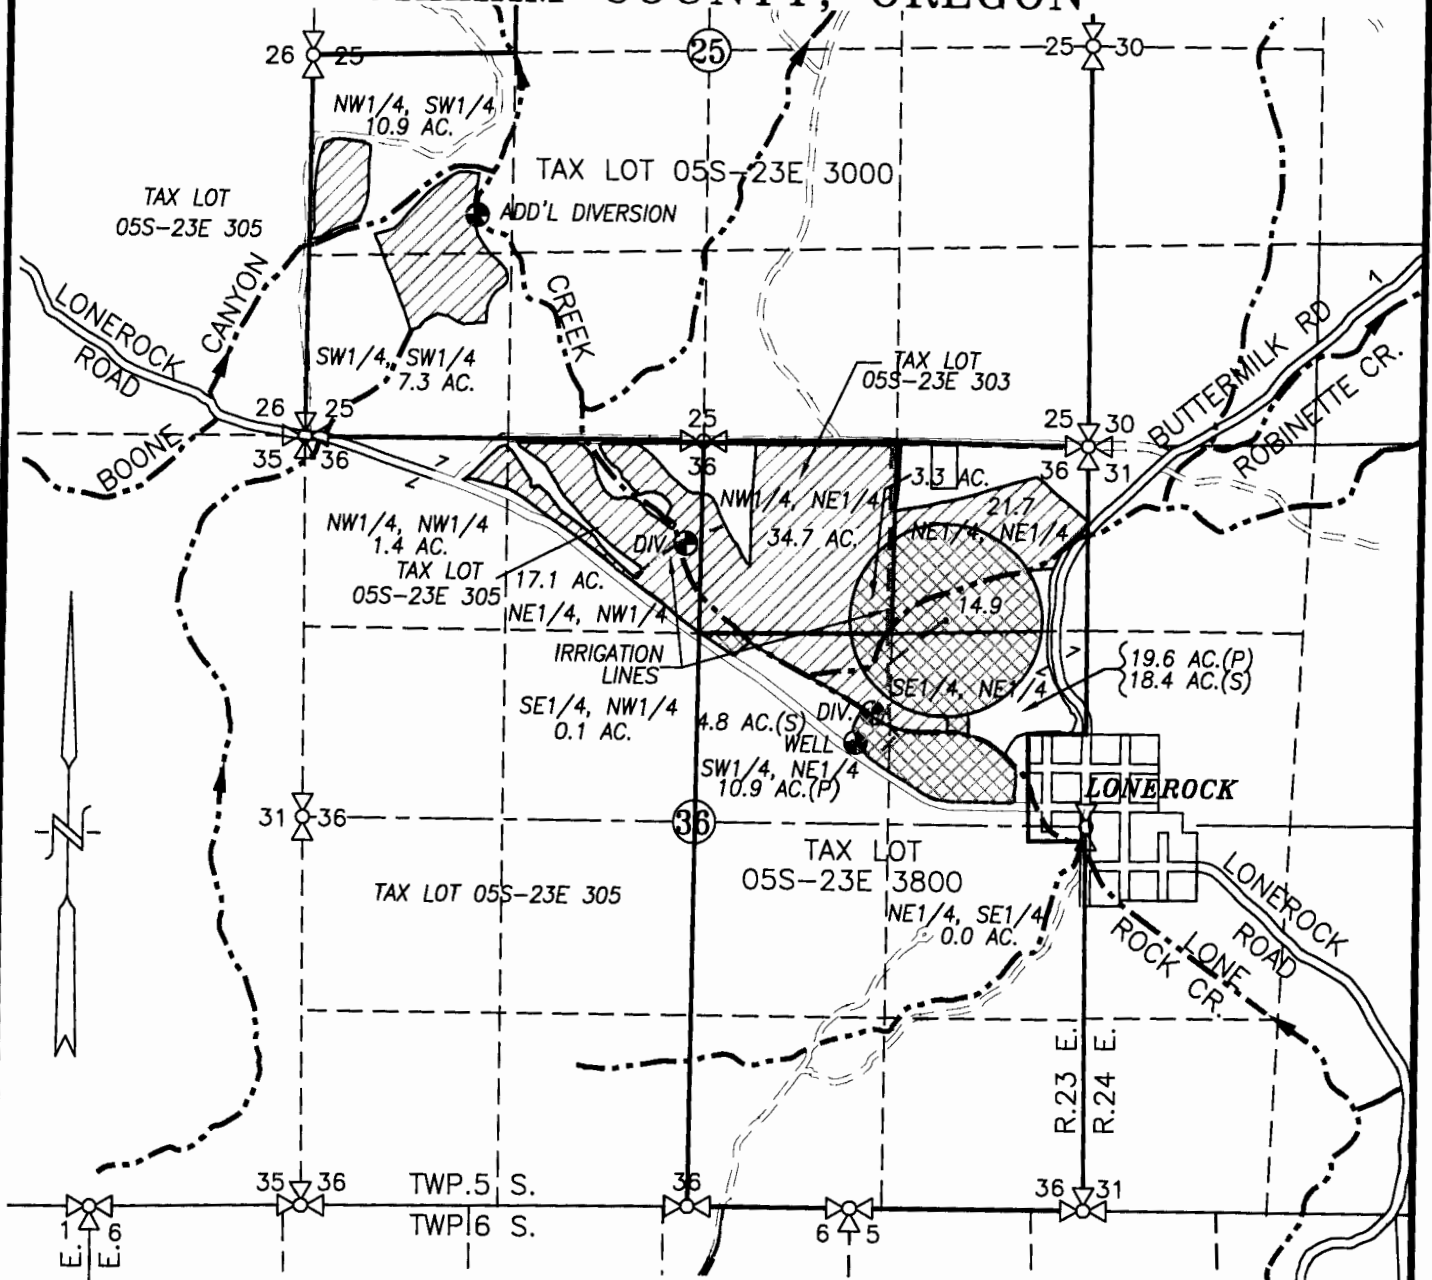 COUNTY, OREGON
26 25
25
25 30
NW1/4, SW1/4
10.9 AC.
TAX LOT 05S-23E 3000
TAX LOT
05S-23E 305
ADD'L DIVERSION
CANYON
CREEK
LONEROCK
ROAD
SW1/4, SW1/4
7.3 AC.
TAX LOT
05S-23E 303
BUTTERMILK RD
1
ROBINETTE CR.
BOONE
26 25
35 36
25
36
25 30
36 31
NW1/4, NE1/4
34.7 AC.
3.3 AC.
21.7
NE1/4, NE1/4
14.9
NW1/4, NW1/4
1.4 AC.
TAX LOT
05S-23E 305
DIV.
17.1 AC.
NE1/4, NW1/4
IRRIGATION
LINES
19.6 AC.(P)
18.4 AC.(S)
SE1/4, NE1/4
SE1/4, NW1/4
0.1 AC.
4.8 AC.(S)
DIV.
WELL
SW1/4, NE1/4
10.9 AC.(P)
LONEROCK
31 36
36
N
TAX LOT
05S-23E 3800
TAX LOT 05S-23E 305
NE1/4, SE1/4
0.0 AC.
LONEROCK
ROAD
LONE
ROCK CR.
R.23 E.
R.24 E.
35 36
TWP.5 S.
TWP.6 S.
36
36 31
1 6
6 5
E.
E.